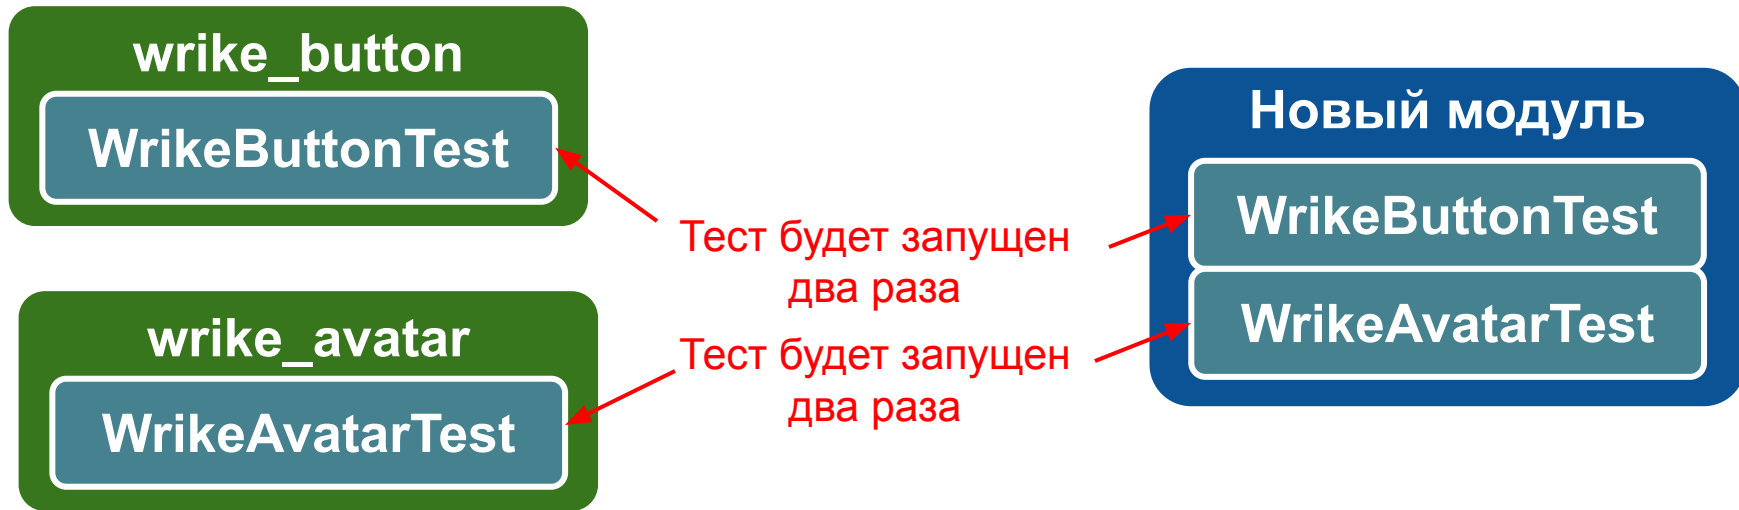 wrike_button
WrikeButtonTest
wrike_avatar
WrikeAvatarTest
Тест будет запущен
два раза
Тест будет запущен
два раза
Новый модуль
WrikeButtonTest
WrikeAvatarTest